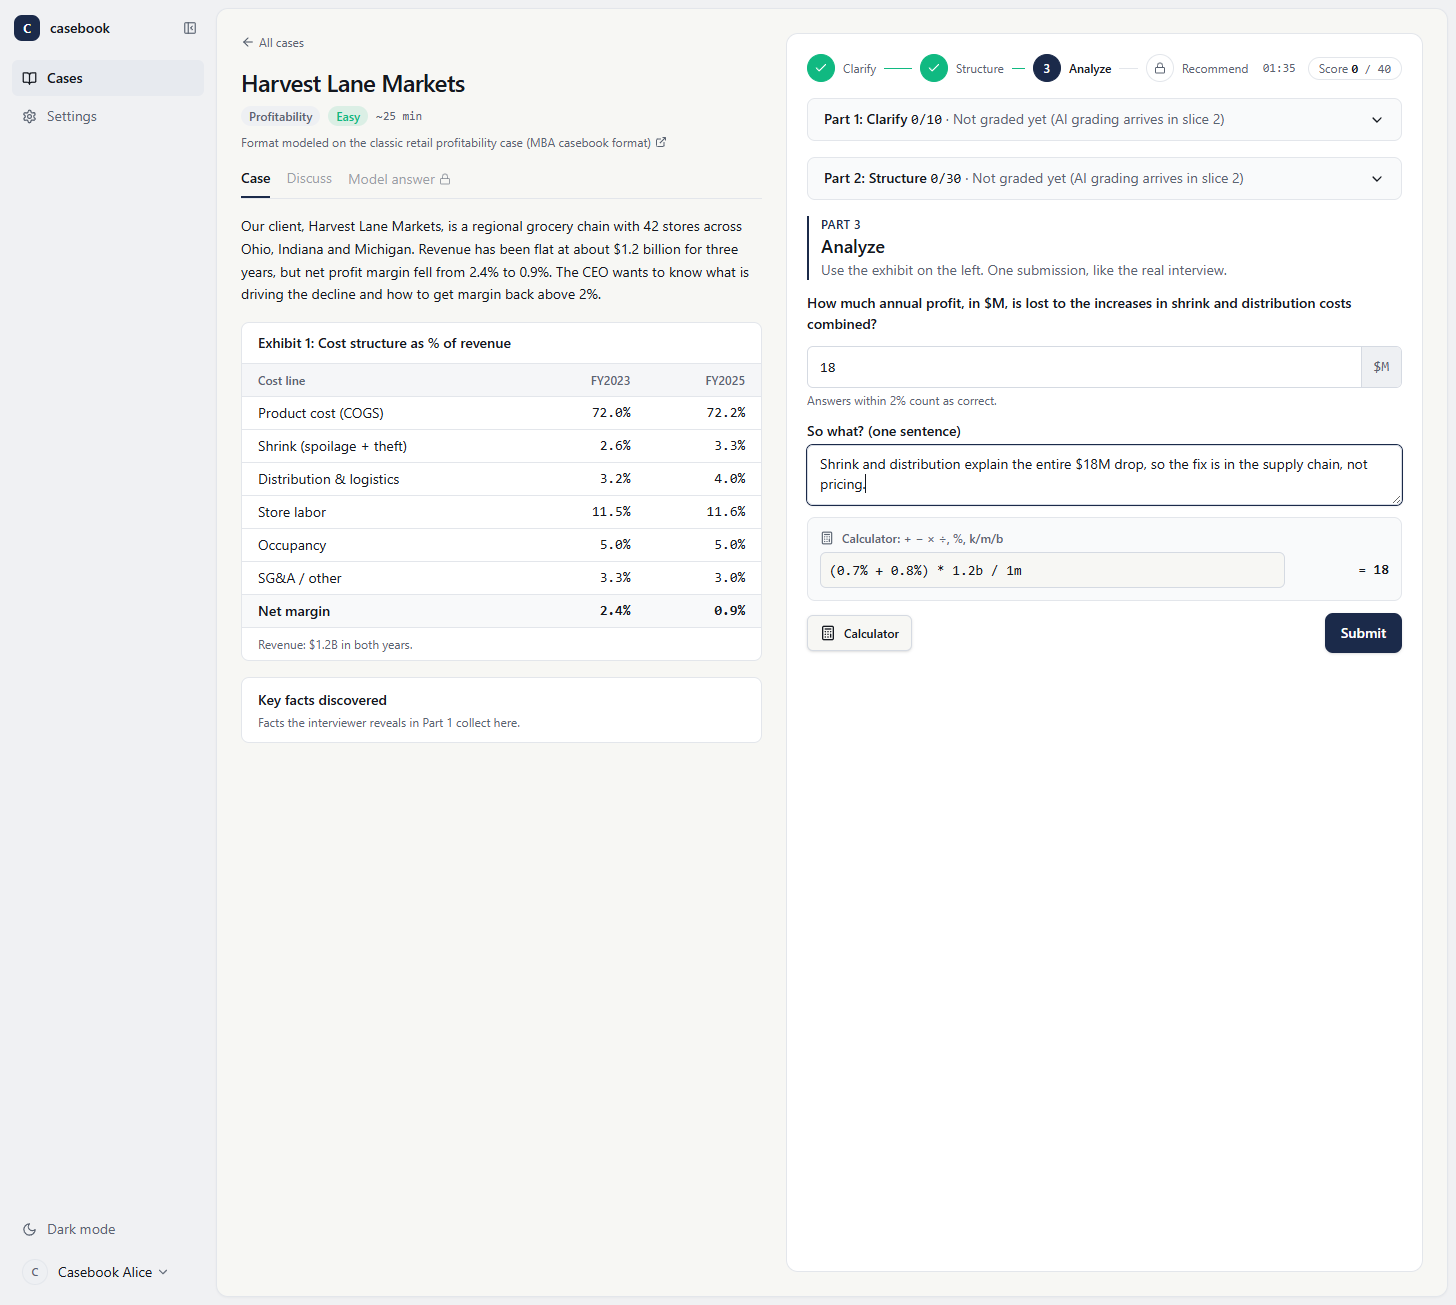 C casebook
Cases
Settings
Dark mode
C Casebook Alice
All cases
Harvest Lane Markets
Profitability Easy ~25 min
Format modeled on the classic retail profitability case (MBA casebook format)
Case Discuss Model answer
Our client, Harvest Lane Markets, is a regional grocery chain with 42 stores across
Ohio, Indiana and Michigan. Revenue has been flat at about $1.2 billion for three
years, but net profit margin fell from 2.4% to 0.9%. The CEO wants to know what is
driving the decline and how to get margin back above 2%.
Exhibit 1: Cost structure as % of revenue
Cost line FY2023 FY2025
Product cost (COGS) 72.0% 72.2%
Shrink (spoilage + theft) 2.6% 3.3%
Distribution & logistics 3.2% 4.0%
Store labor 11.5% 11.6%
Occupancy 5.0% 5.0%
SG&A / other 3.3% 3.0%
Net margin 2.4% 0.9%
Revenue: $1.2B in both years.
Key facts discovered
Facts the interviewer reveals in Part 1 collect here.
Clarify Structure 3 Analyze Recommend 01:35 Score 0 / 40
Part 1: Clarify 0/10 · Not graded yet (AI grading arrives in slice 2)
Part 2: Structure 0/30 · Not graded yet (AI grading arrives in slice 2)
PART 3
Analyze
Use the exhibit on the left. One submission, like the real interview.
How much annual profit, in $M, is lost to the increases in shrink and distribution costs
combined?
18 $M
Answers within 2% count as correct.
So what? (one sentence)
Shrink and distribution explain the entire $18M drop, so the fix is in the supply chain, not
pricing.
Calculator: + − × ÷, %, k/m/b
(0.7% + 0.8%) * 1.2b / 1m = 18
Calculator Submit